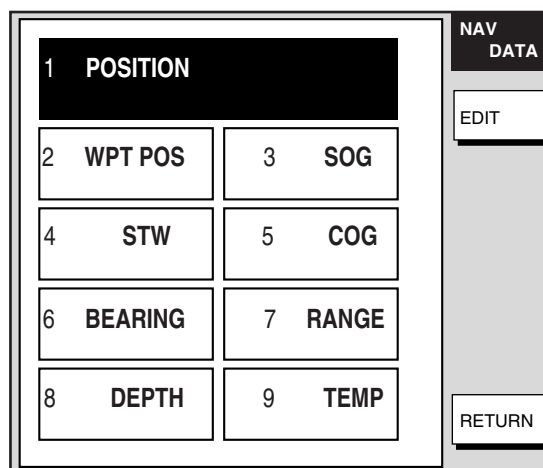 1 POSITION
2 WPT POS
3 SOG
4 STW
5 COG
6 BEARING
7 RANGE
8 DEPTH
9 TEMP
NAV
DATA
EDIT
RETURN